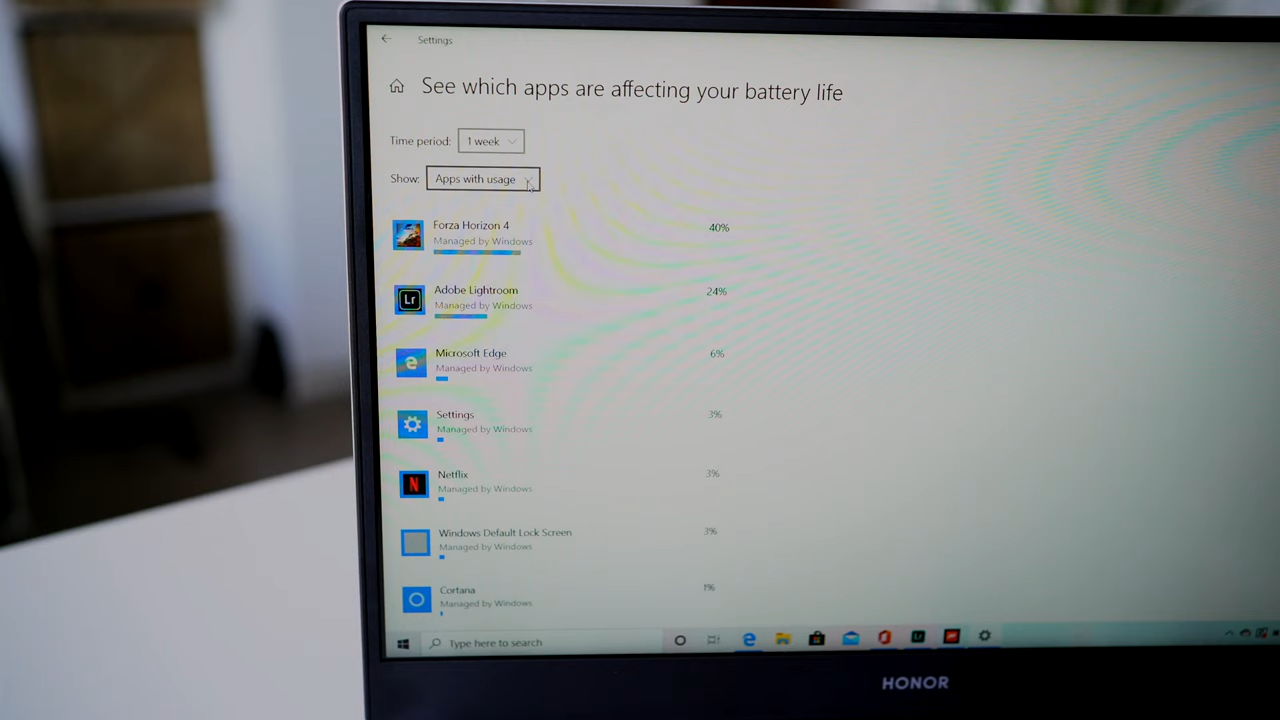 Settings
See which apps are affecting your battery life
Time period: 1 week
Show: Apps with usage
Forza Horizon 4 40%
Managed by Windows
Lr Adobe Lightroom 24%
Managed by Windows
Microsoft Edge 6%
Managed by Windows
Settings 3%
Managed by Windows
N Netflix 3%
Managed by Windows
Windows Default Lock Screen 3%
Managed by Windows
Cortana 1%
Managed by Windows
Type here to search
HONOR